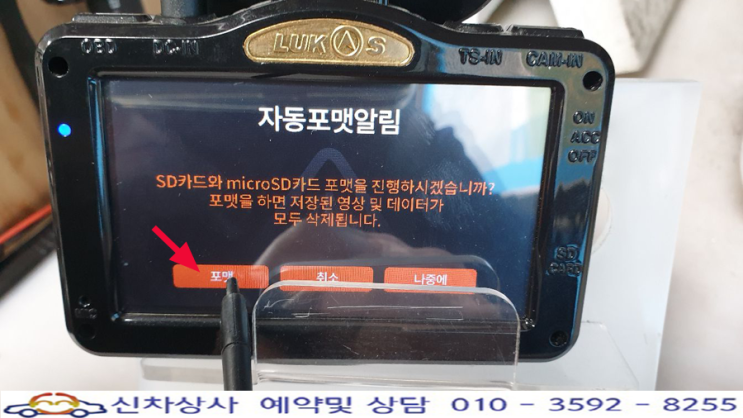 OBD DC-IN LUKAS TS-IN CAM-IN
ON
ACC
OFF
자동포맷알림
SD카드와 microSD카드 포맷을 진행하시겠습니까?
포맷을 하면 저장된 영상 및 데이터가
모두 삭제됩니다.
포맷 취소 나중에
SD
CARD
MIC
신차상사 예약및 상담 010 - 3592 - 8255